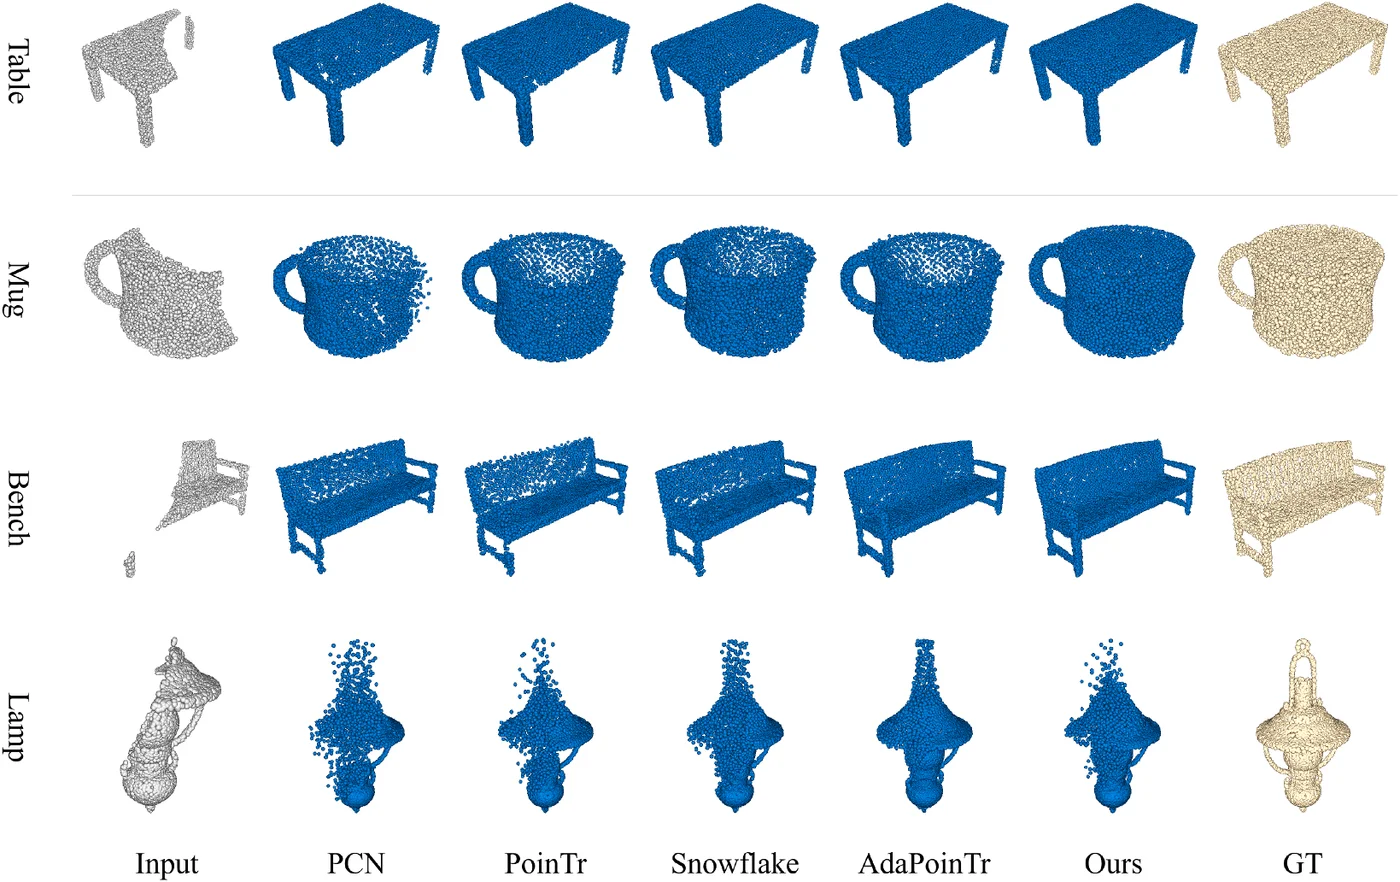 Table
Mug
Bench
Lamp
Input
PCN
PoinTr
Snowflake
AdaPoinTr
Ours
GT